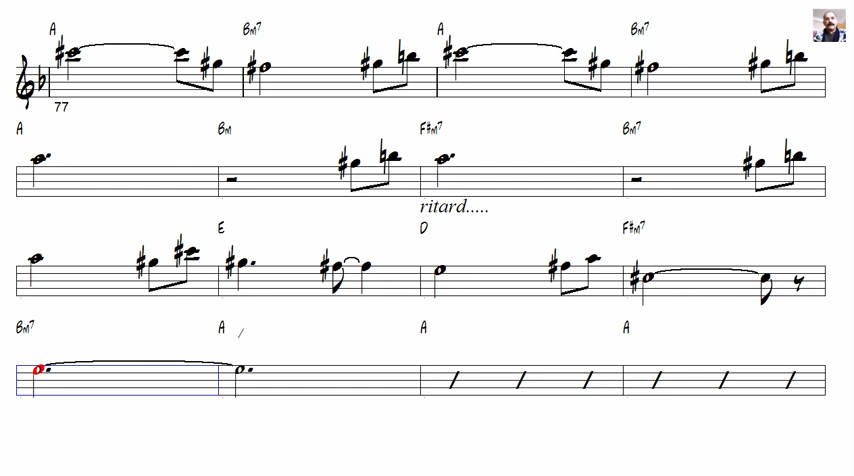 A Bm7 A Bm7
77
A Bm F#m7 Bm7
ritard.....
E D F#m7
Bm7 A / A A